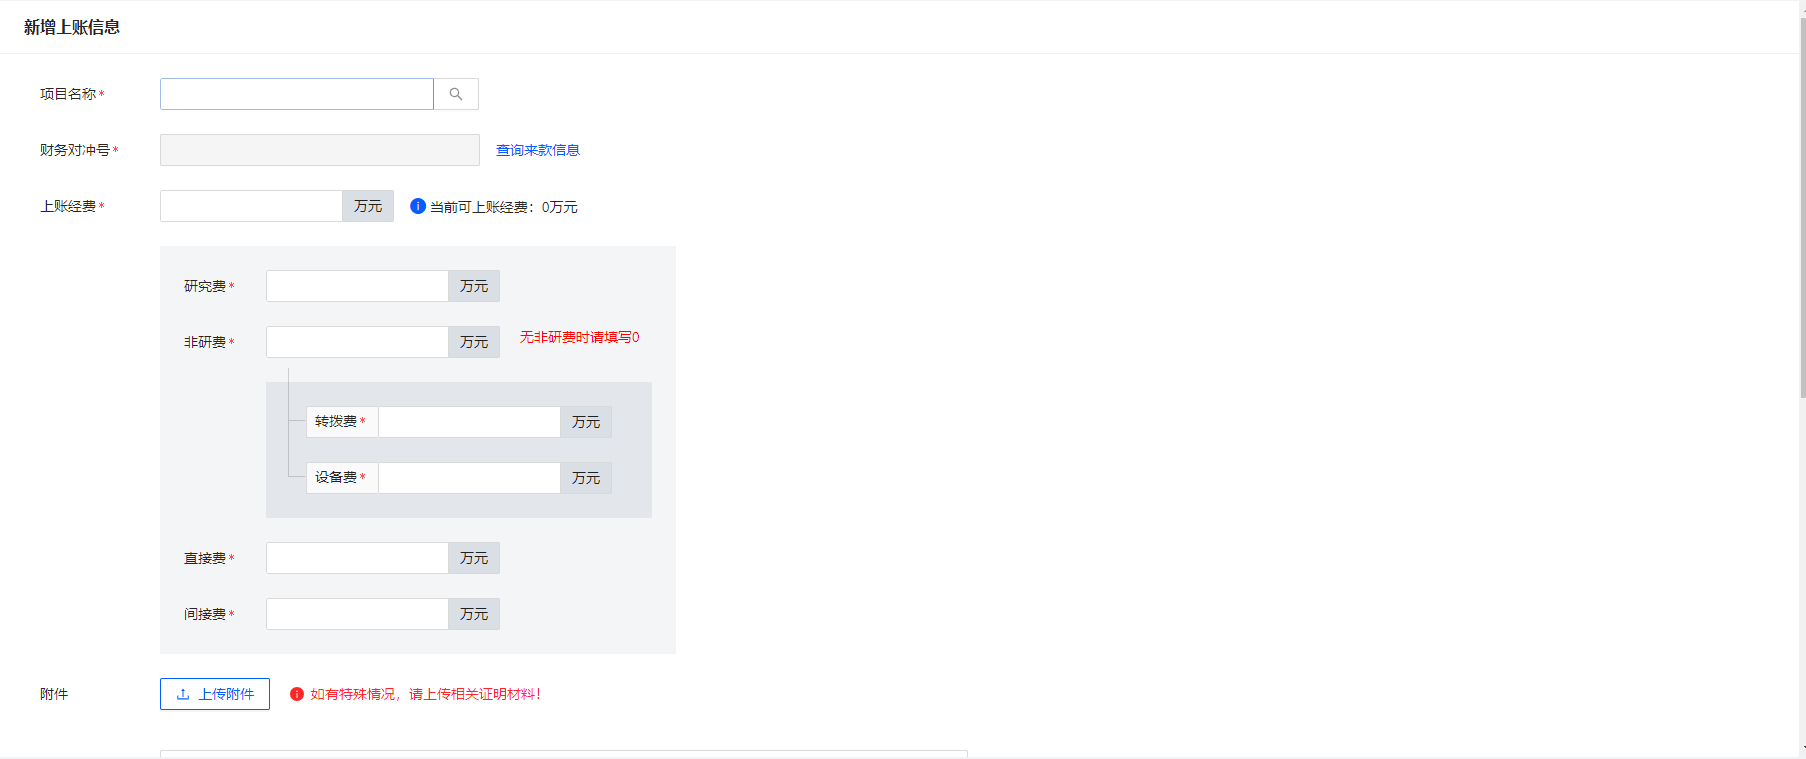 新增上账信息
项目名称*
财务对冲号* 查询来款信息
上账经费* 万元 当前可上账经费：0万元
研究费* 万元
非研费* 万元 无非研费时请填写0
转拨费* 万元
设备费* 万元
直接费* 万元
间接费* 万元
附件 上传附件 如有特殊情况，请上传相关证明材料！